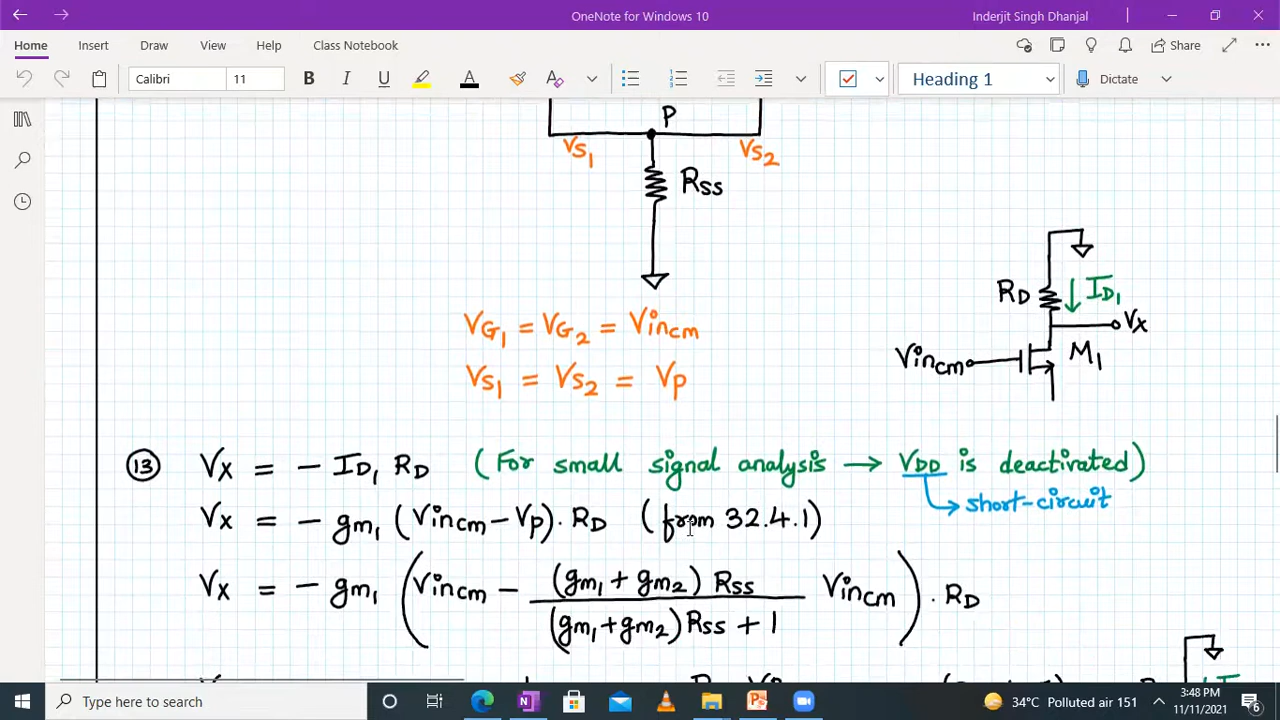 OneNote for Windows 10
Inderjit Singh Dhanjal
Home Insert Draw View Help Class Notebook Share
Calibri 11 B I U A Heading 1 Dictate
P
VS1 VS2
RSS
RD ID1
VX
Vincm M1
VG1 = VG2 = Vincm
VS1 = VS2 = Vp
13 VX = - ID1 RD (For small signal analysis → VDD is deactivated)
short-circuit
VX = - gm1 (Vincm - Vp) · RD (from 32.4.1)
VX = - gm1 (Vincm - (gm1 + gm2) RSS / (gm1+gm2) RSS + 1 Vincm) . RD
Type here to search
34°C Polluted air 151
3:48 PM
11/11/2021
6